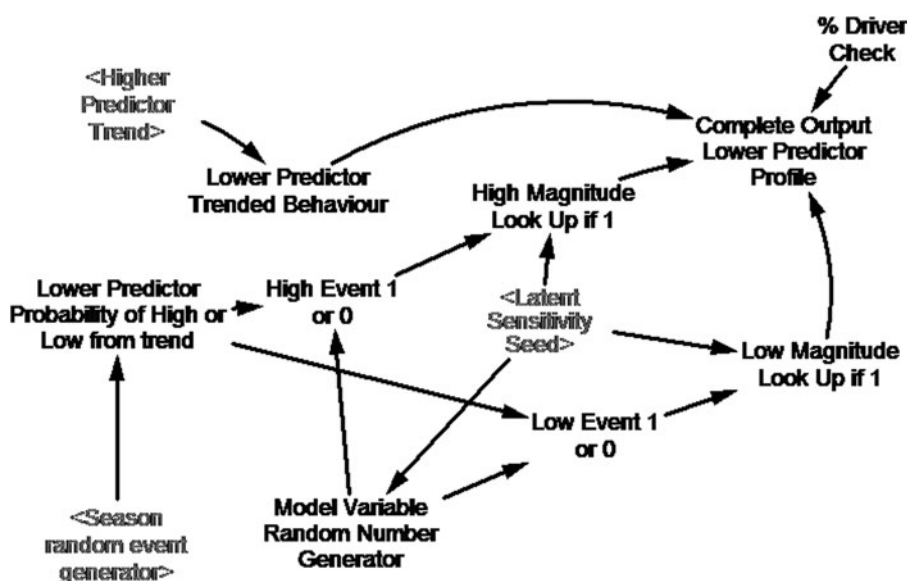 % Driver
Check
<Higher
Predictor
Trend>
Complete Output
Lower Predictor
Profile
Lower Predictor
Trended Behaviour
High Magnitude
Look Up if 1
Lower Predictor
Probability of High or
Low from trend
High Event 1
or 0
<Latent
Sensitivity
Seed>
Low Magnitude
Look Up if 1
Low Event 1
or 0
Model Variable
Random Number
Generator
<Season
random event
generator>